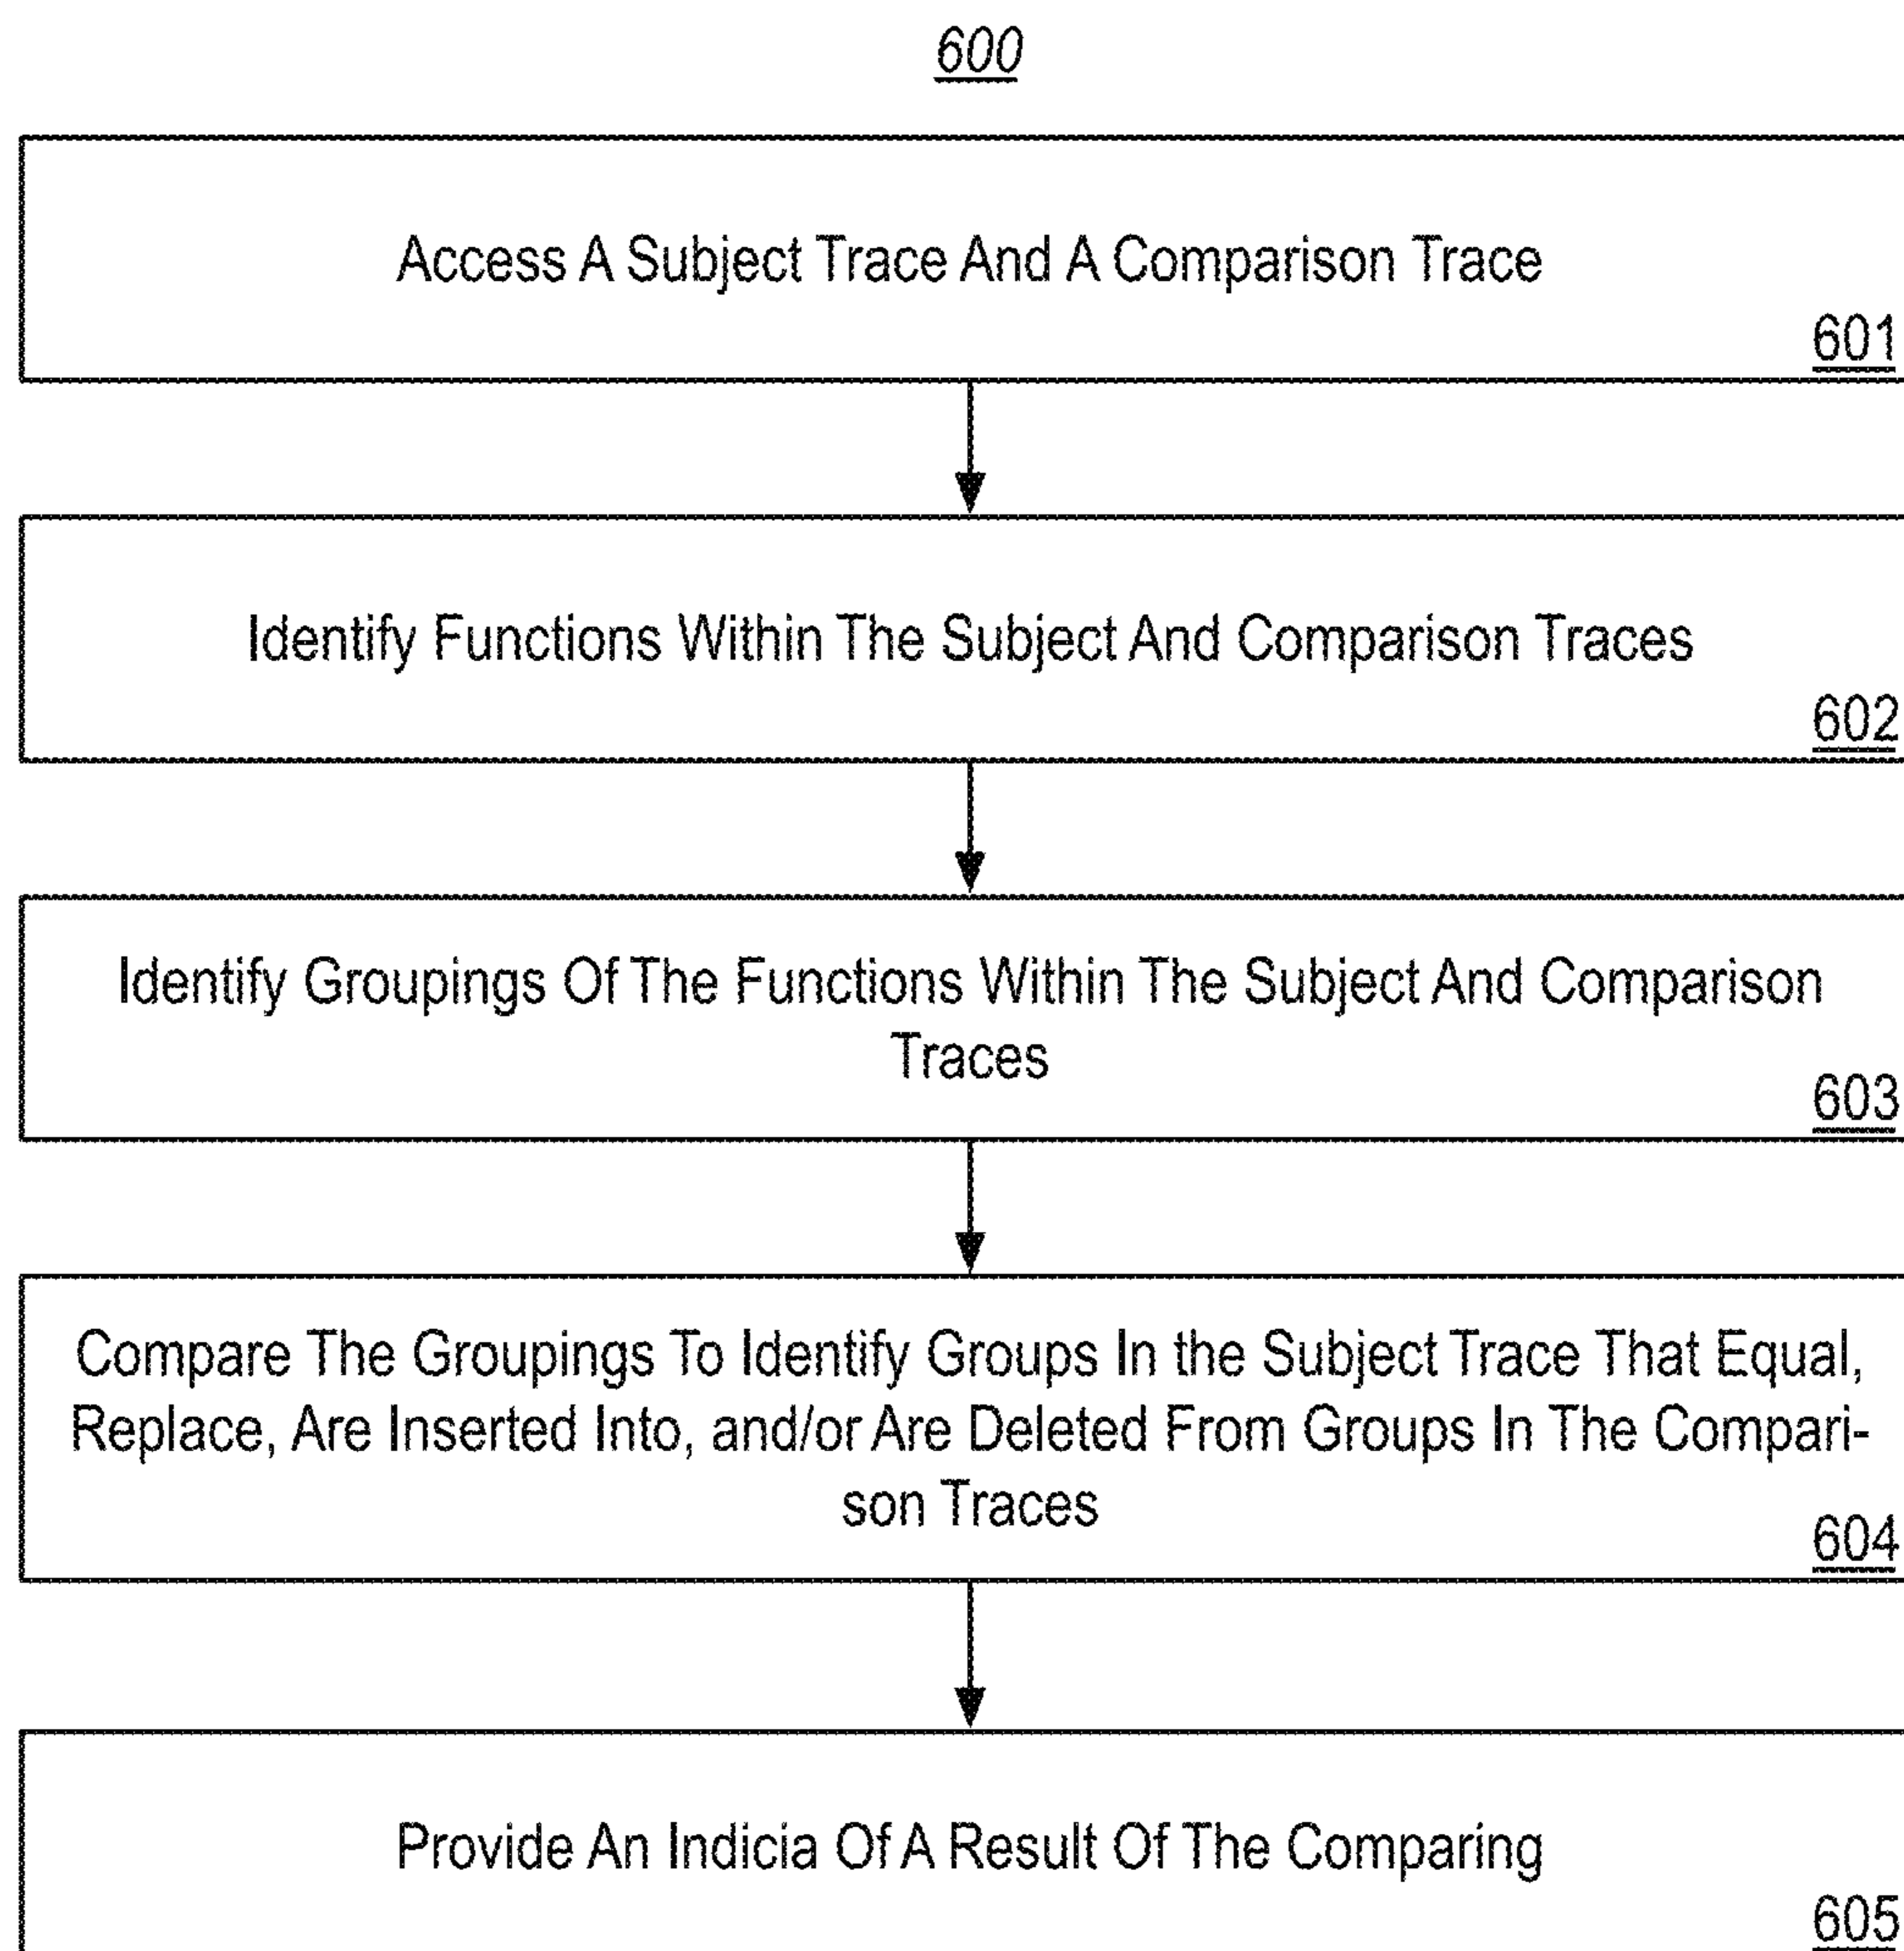 600
Access A Subject Trace And A Comparison Trace
601
Identify Functions Within The Subject And Comparison Traces
602
Identify Groupings Of The Functions Within The Subject And Comparison
Traces
603
Compare The Groupings To Identify Groups In the Subject Trace That Equal,
Replace, Are Inserted Into, and/or Are Deleted From Groups In The Compari-
son Traces
604
Provide An Indicia Of A Result Of The Comparing
605